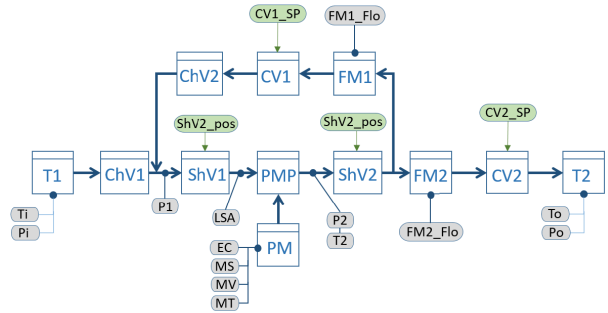 CV1_SP
FM1_Flo
ChV2
CV1
FM1
ShV2_pos
ShV2_pos
CV2_SP
T1
ChV1
ShV1
PMP
ShV2
FM2
CV2
T2
P1
LSA
P2
T2
FM2_Flo
Ti
Pi
To
Po
EC
MS
MV
MT
PM